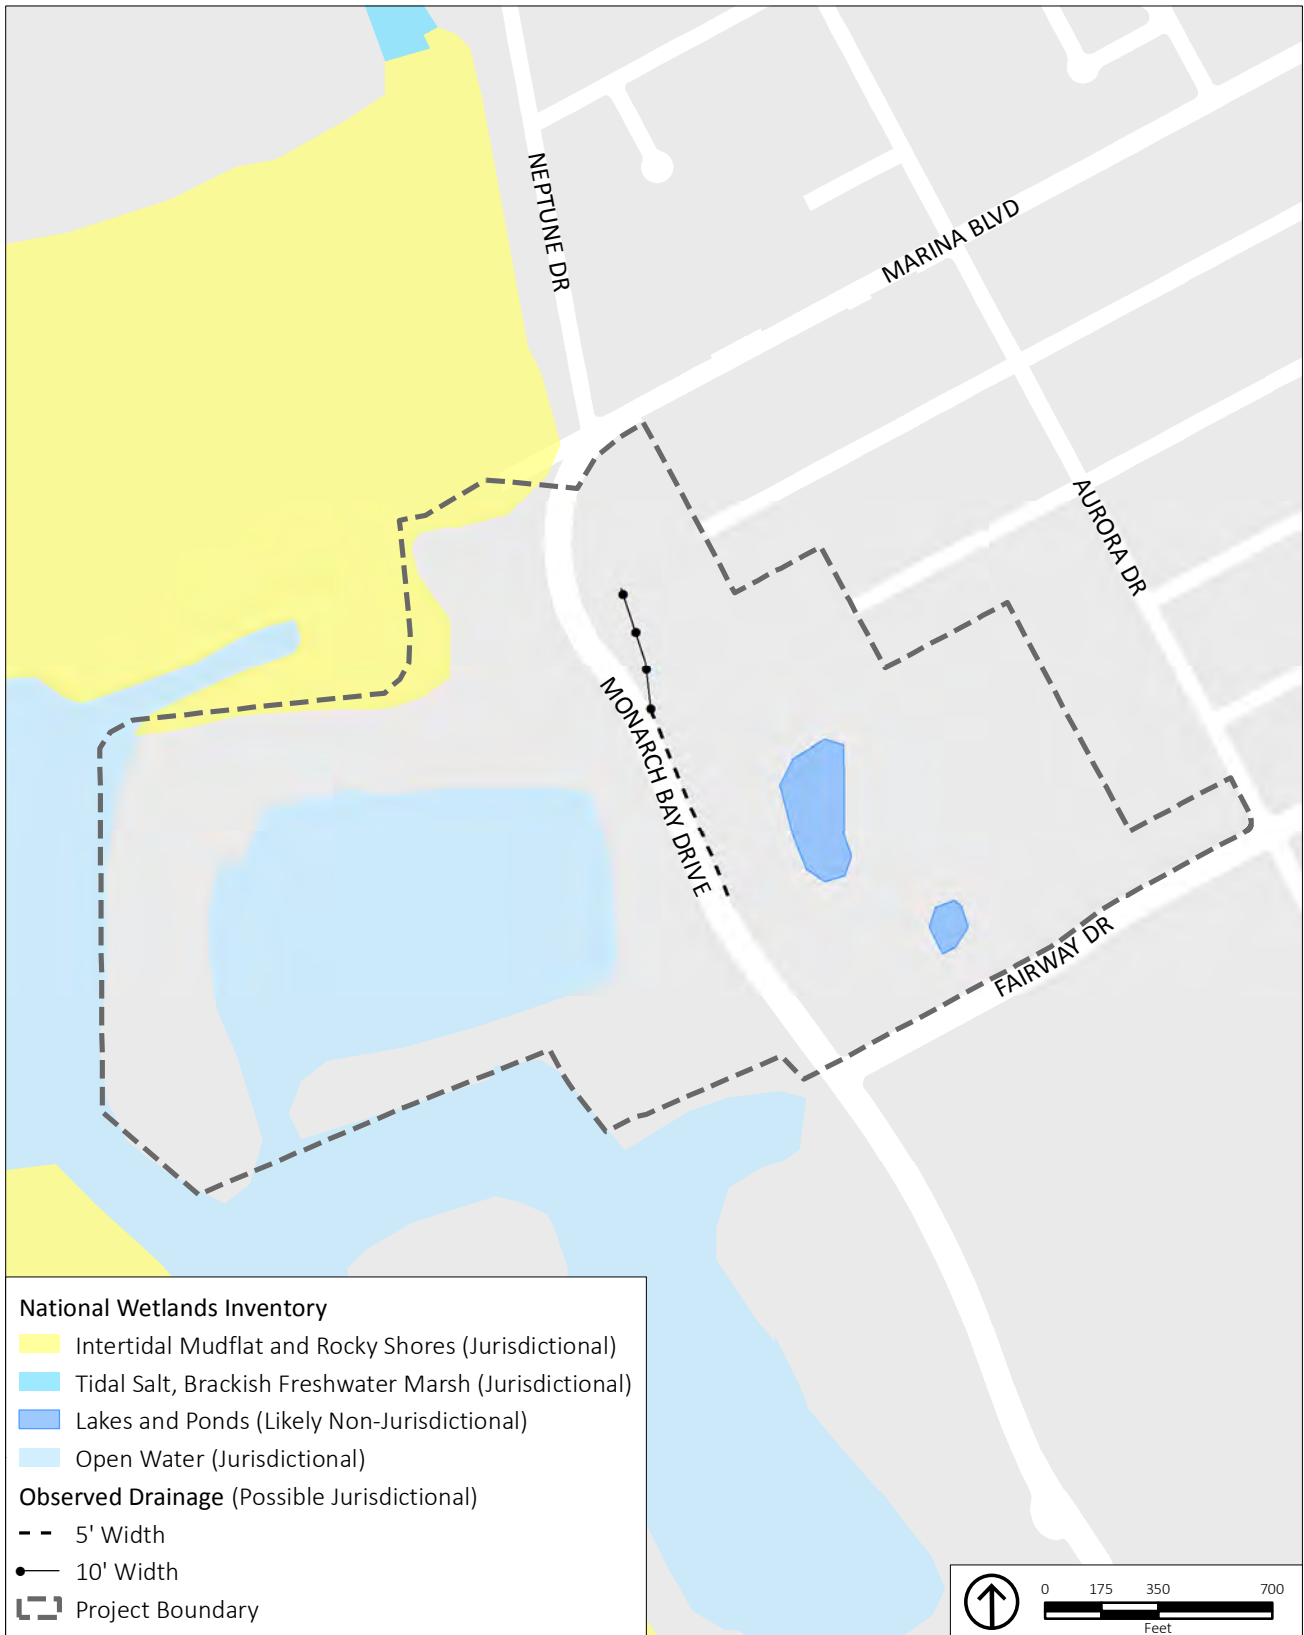 NEPTUNE DR
MARINA BLVD
AURORA DR
MONARCH BAY DRIVE
FAIRWAY DR
National Wetlands Inventory
Intertidal Mudflat and Rocky Shores (Jurisdictional)
Tidal Salt, Brackish Freshwater Marsh (Jurisdictional)
Lakes and Ponds (Likely Non-Jurisdictional)
Open Water (Jurisdictional)
Observed Drainage (Possible Jurisdictional)
5' Width
10' Width
Project Boundary
0 175 350 700
Feet